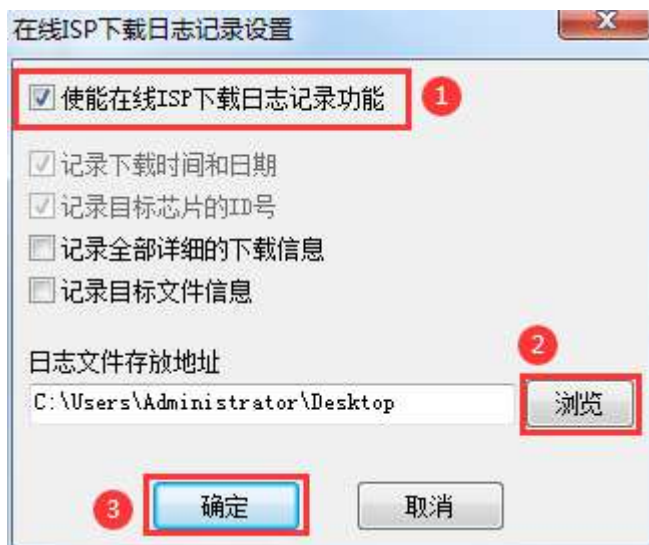 在线ISP下载日志记录设置
使能在线ISP下载日志记录功能 1
记录下载时间和日期
记录目标芯片的ID号
记录全部详细的下载信息
记录目标文件信息
2
日志文件存放地址
C:\Users\Administrator\Desktop 浏览
3 确定 取消